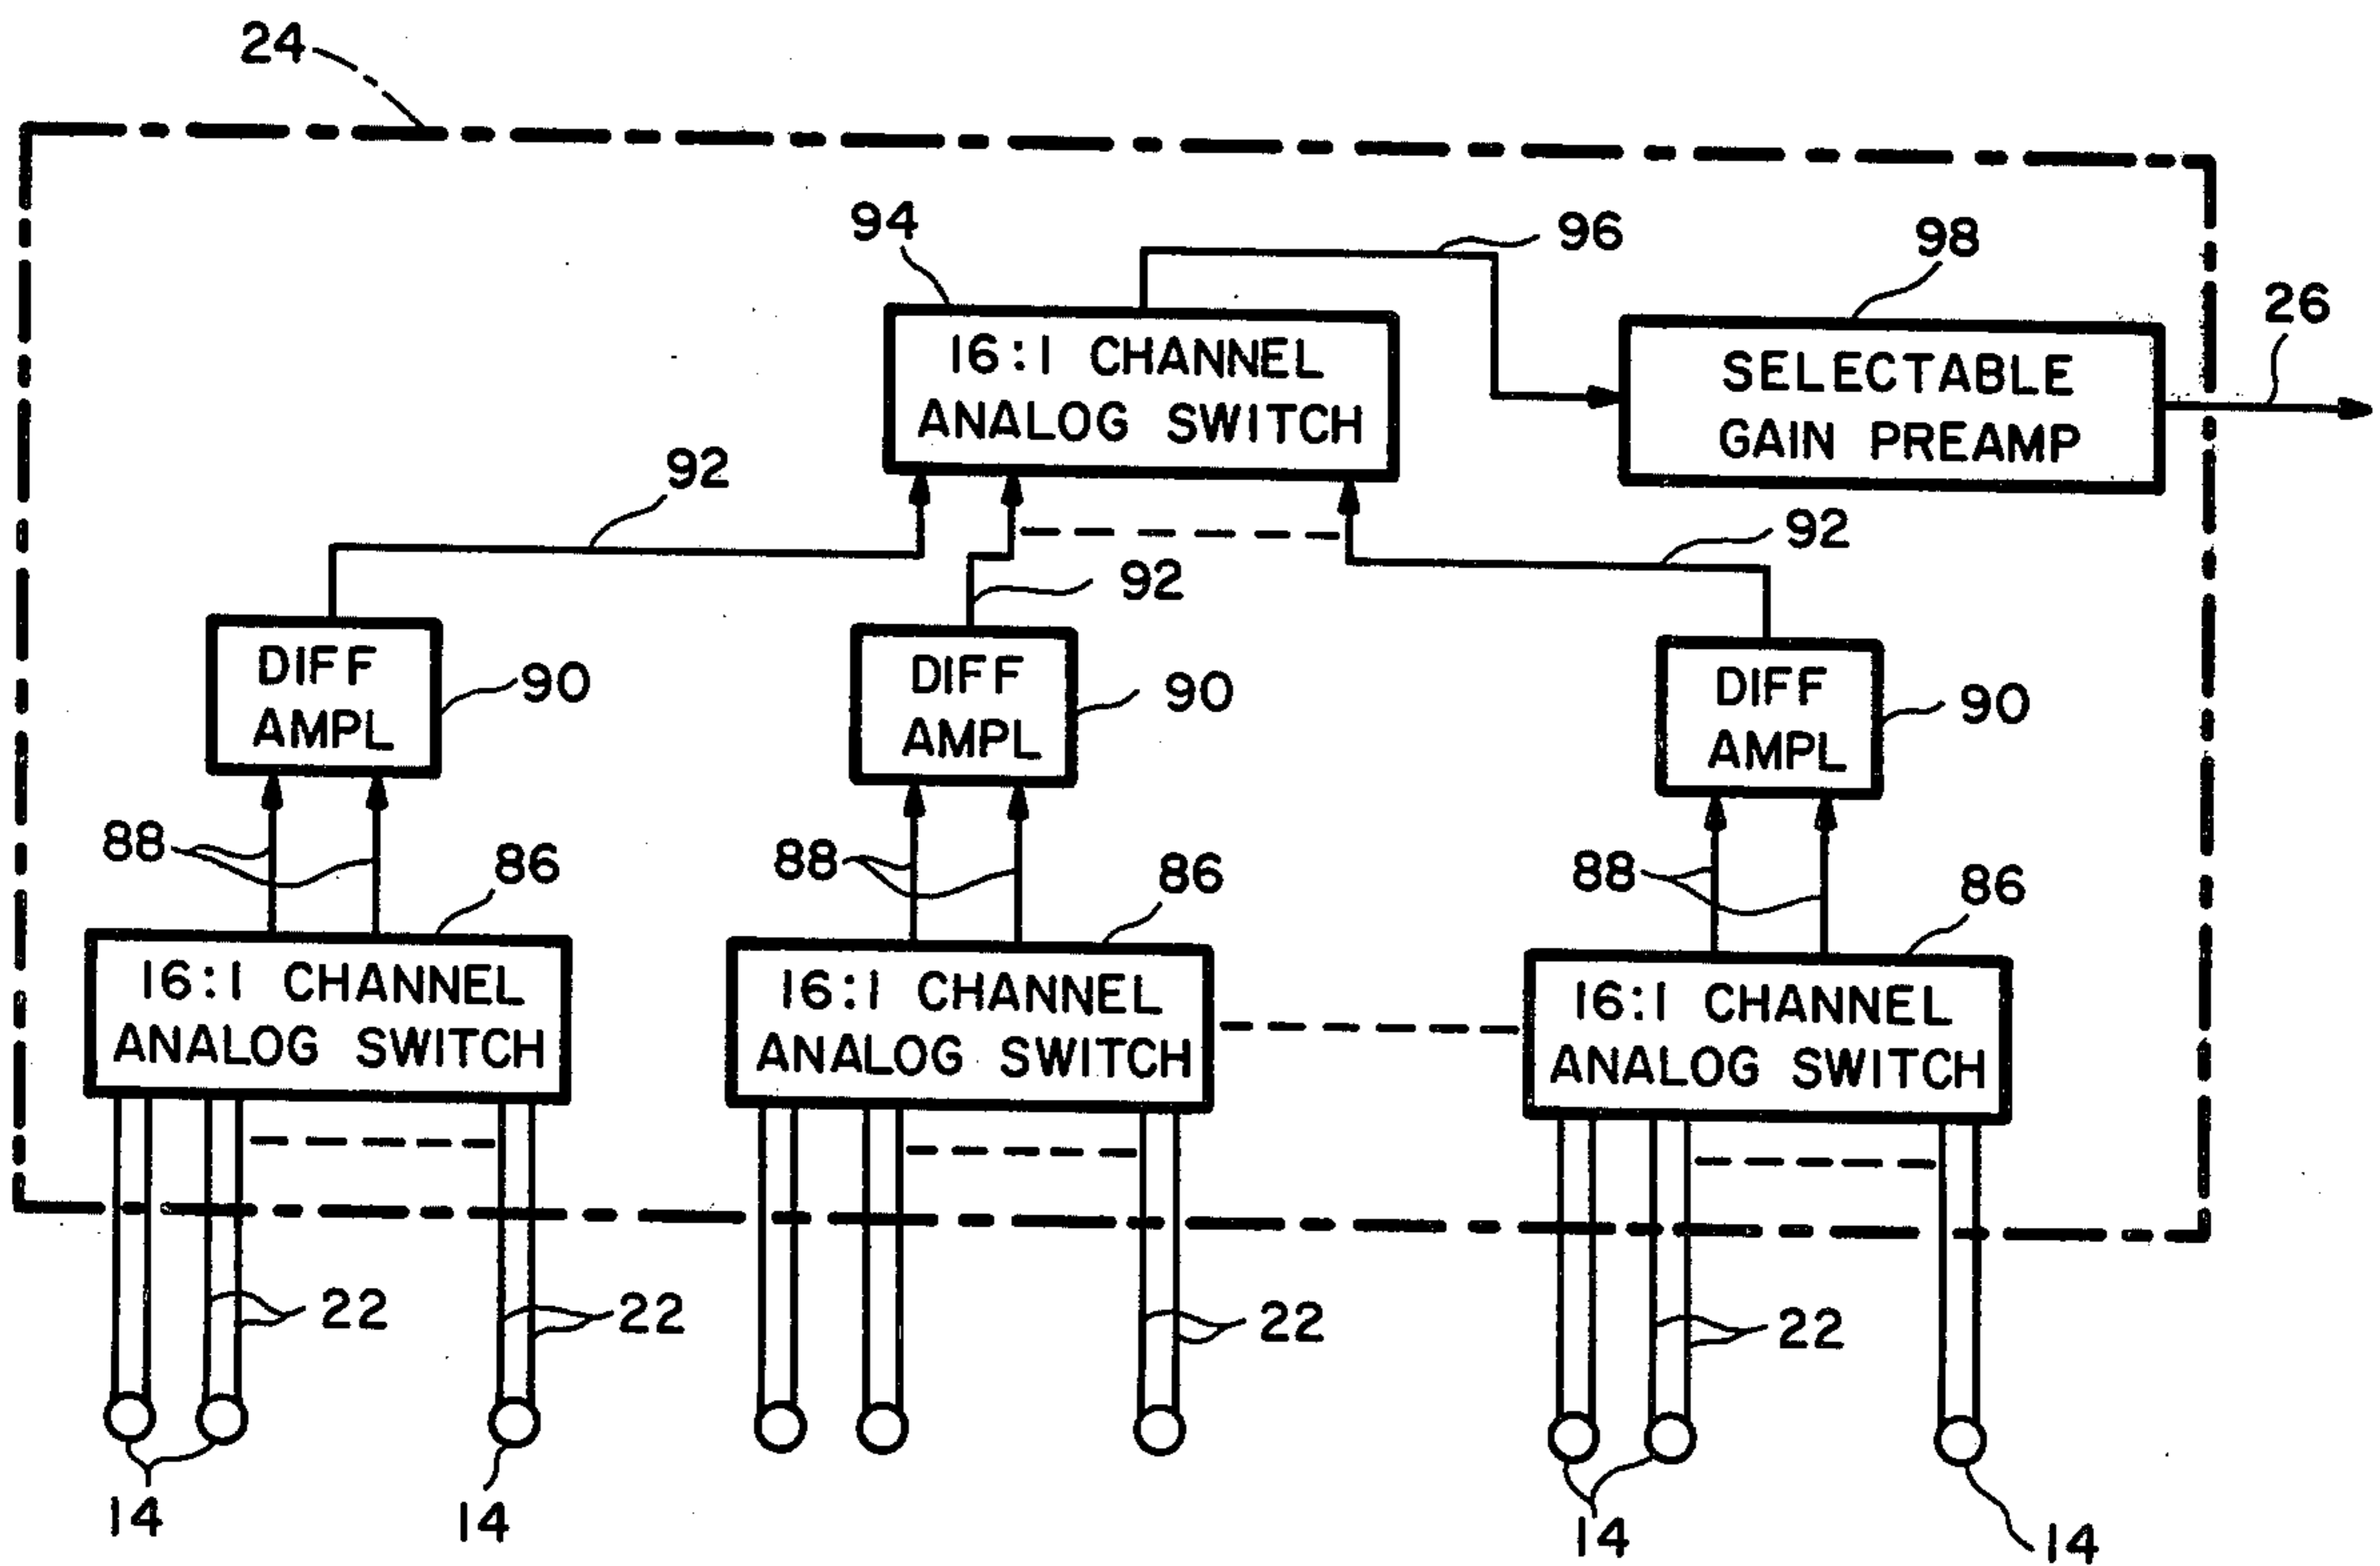 24
94
96
98
26
16:1 CHANNEL
ANALOG SWITCH
SELECTABLE
GAIN PREAMP
92
92
92
DIFF
AMPL
90
DIFF
AMPL
90
DIFF
AMPL
90
88
86
88
86
88
86
16:1 CHANNEL
ANALOG SWITCH
16:1 CHANNEL
ANALOG SWITCH
16:1 CHANNEL
ANALOG SWITCH
22
22
22
22
14
14
14
14